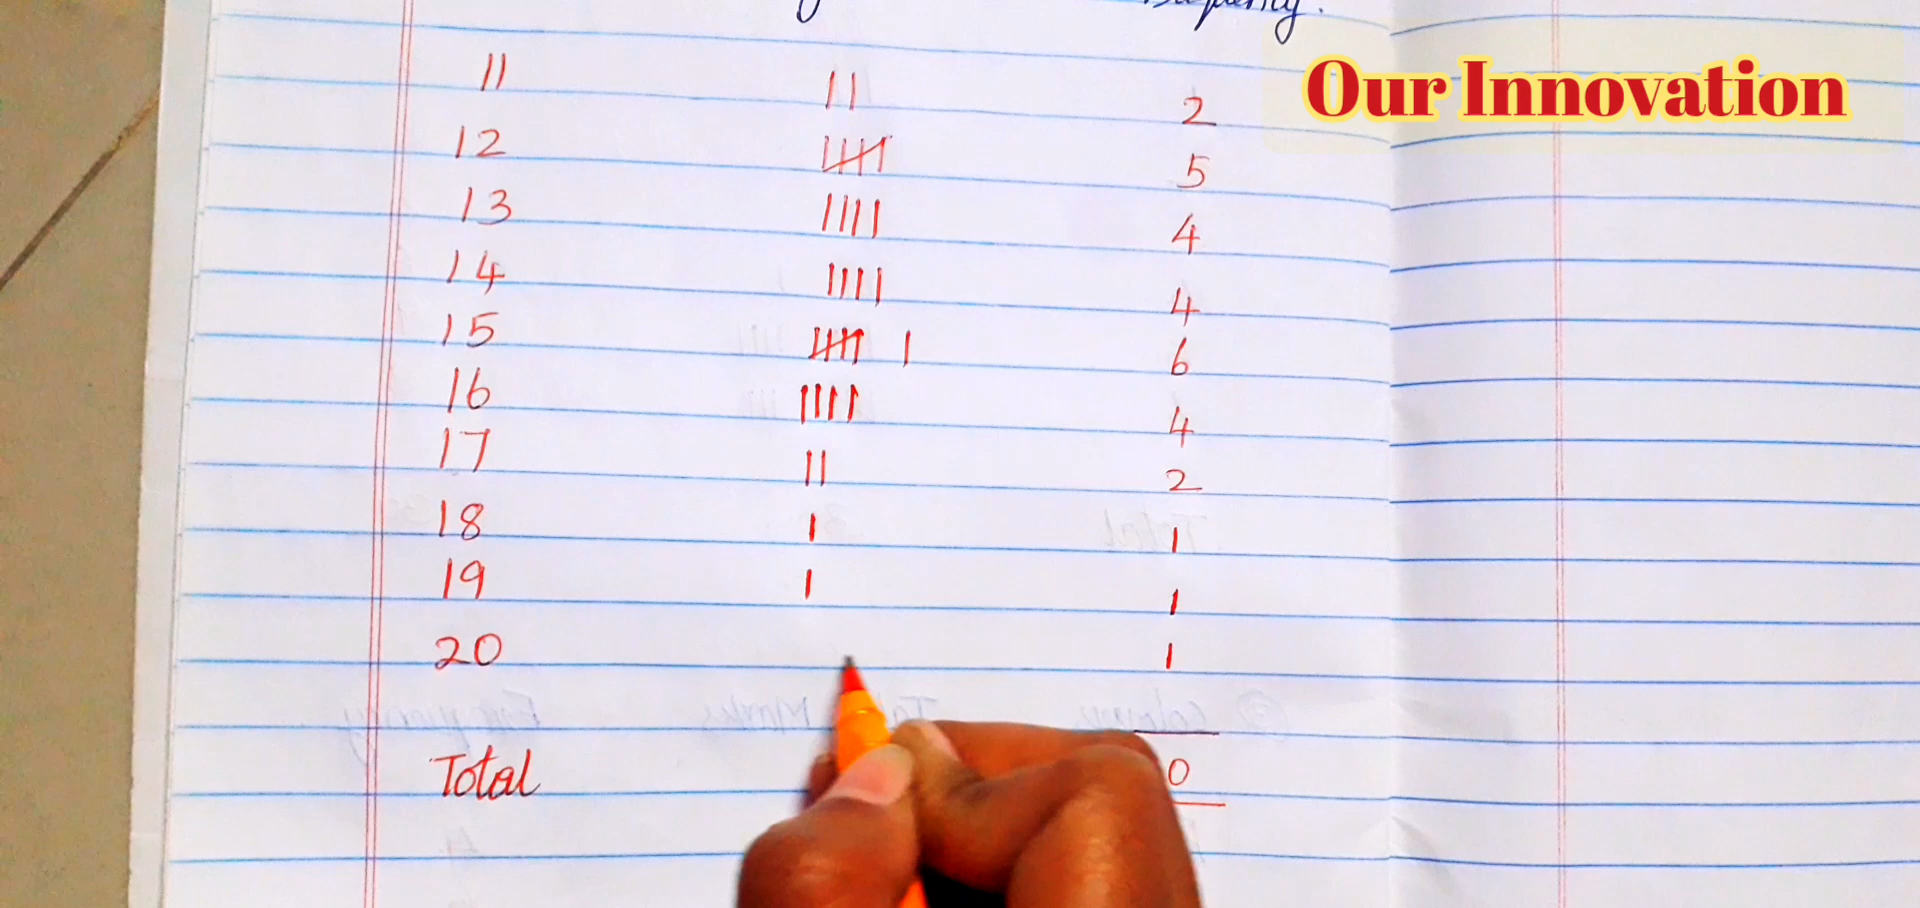 Our Innovation
11 || 2
12 𝍸 5
13 |||| 4
14 |||| 4
15 𝍸 | 6
16 |||| 4
17 || 2
18 | 1
19 | 1
20 1
Total 0